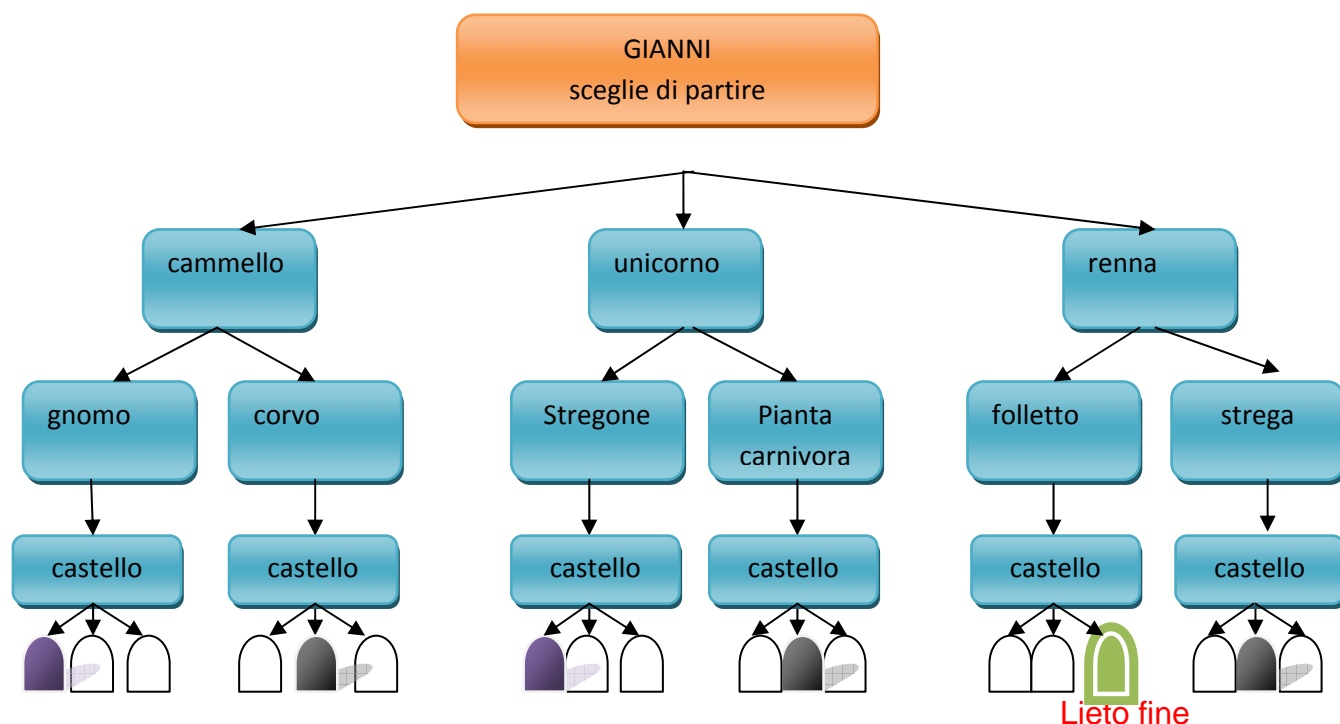 GIANNI
sceglie di partire
cammello
unicorno
renna
gnomo
corvo
Stregone
Pianta
carnivora
folletto
strega
castello
castello
castello
castello
castello
castello
Lieto fine